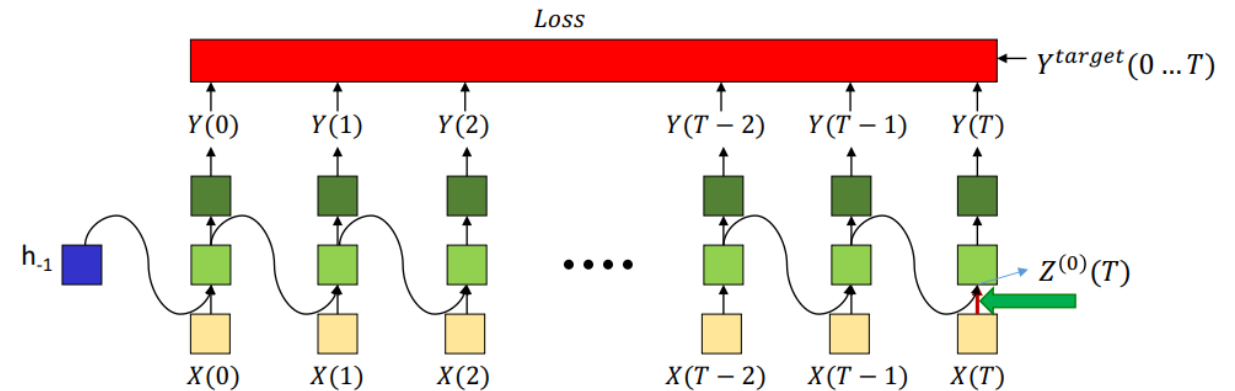 Loss
Y^{target}(0 … T)
Y(0) Y(1) Y(2) Y(T − 2) Y(T − 1) Y(T)
h_{-1}
Z^{(0)}(T)
X(0) X(1) X(2) X(T − 2) X(T − 1) X(T)